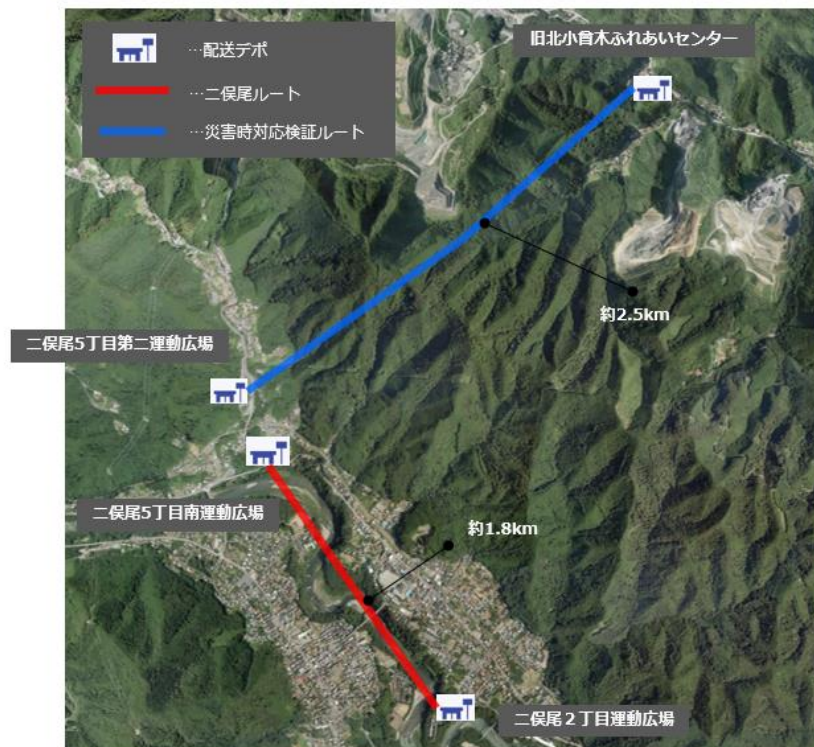 …配送デポ
…二俣尾ルート
…災害時対応検証ルート
旧北小曾木ふれあいセンター
約2.5km
二俣尾5丁目第二運動広場
二俣尾5丁目南運動広場
約1.8km
二俣尾２丁目運動広場